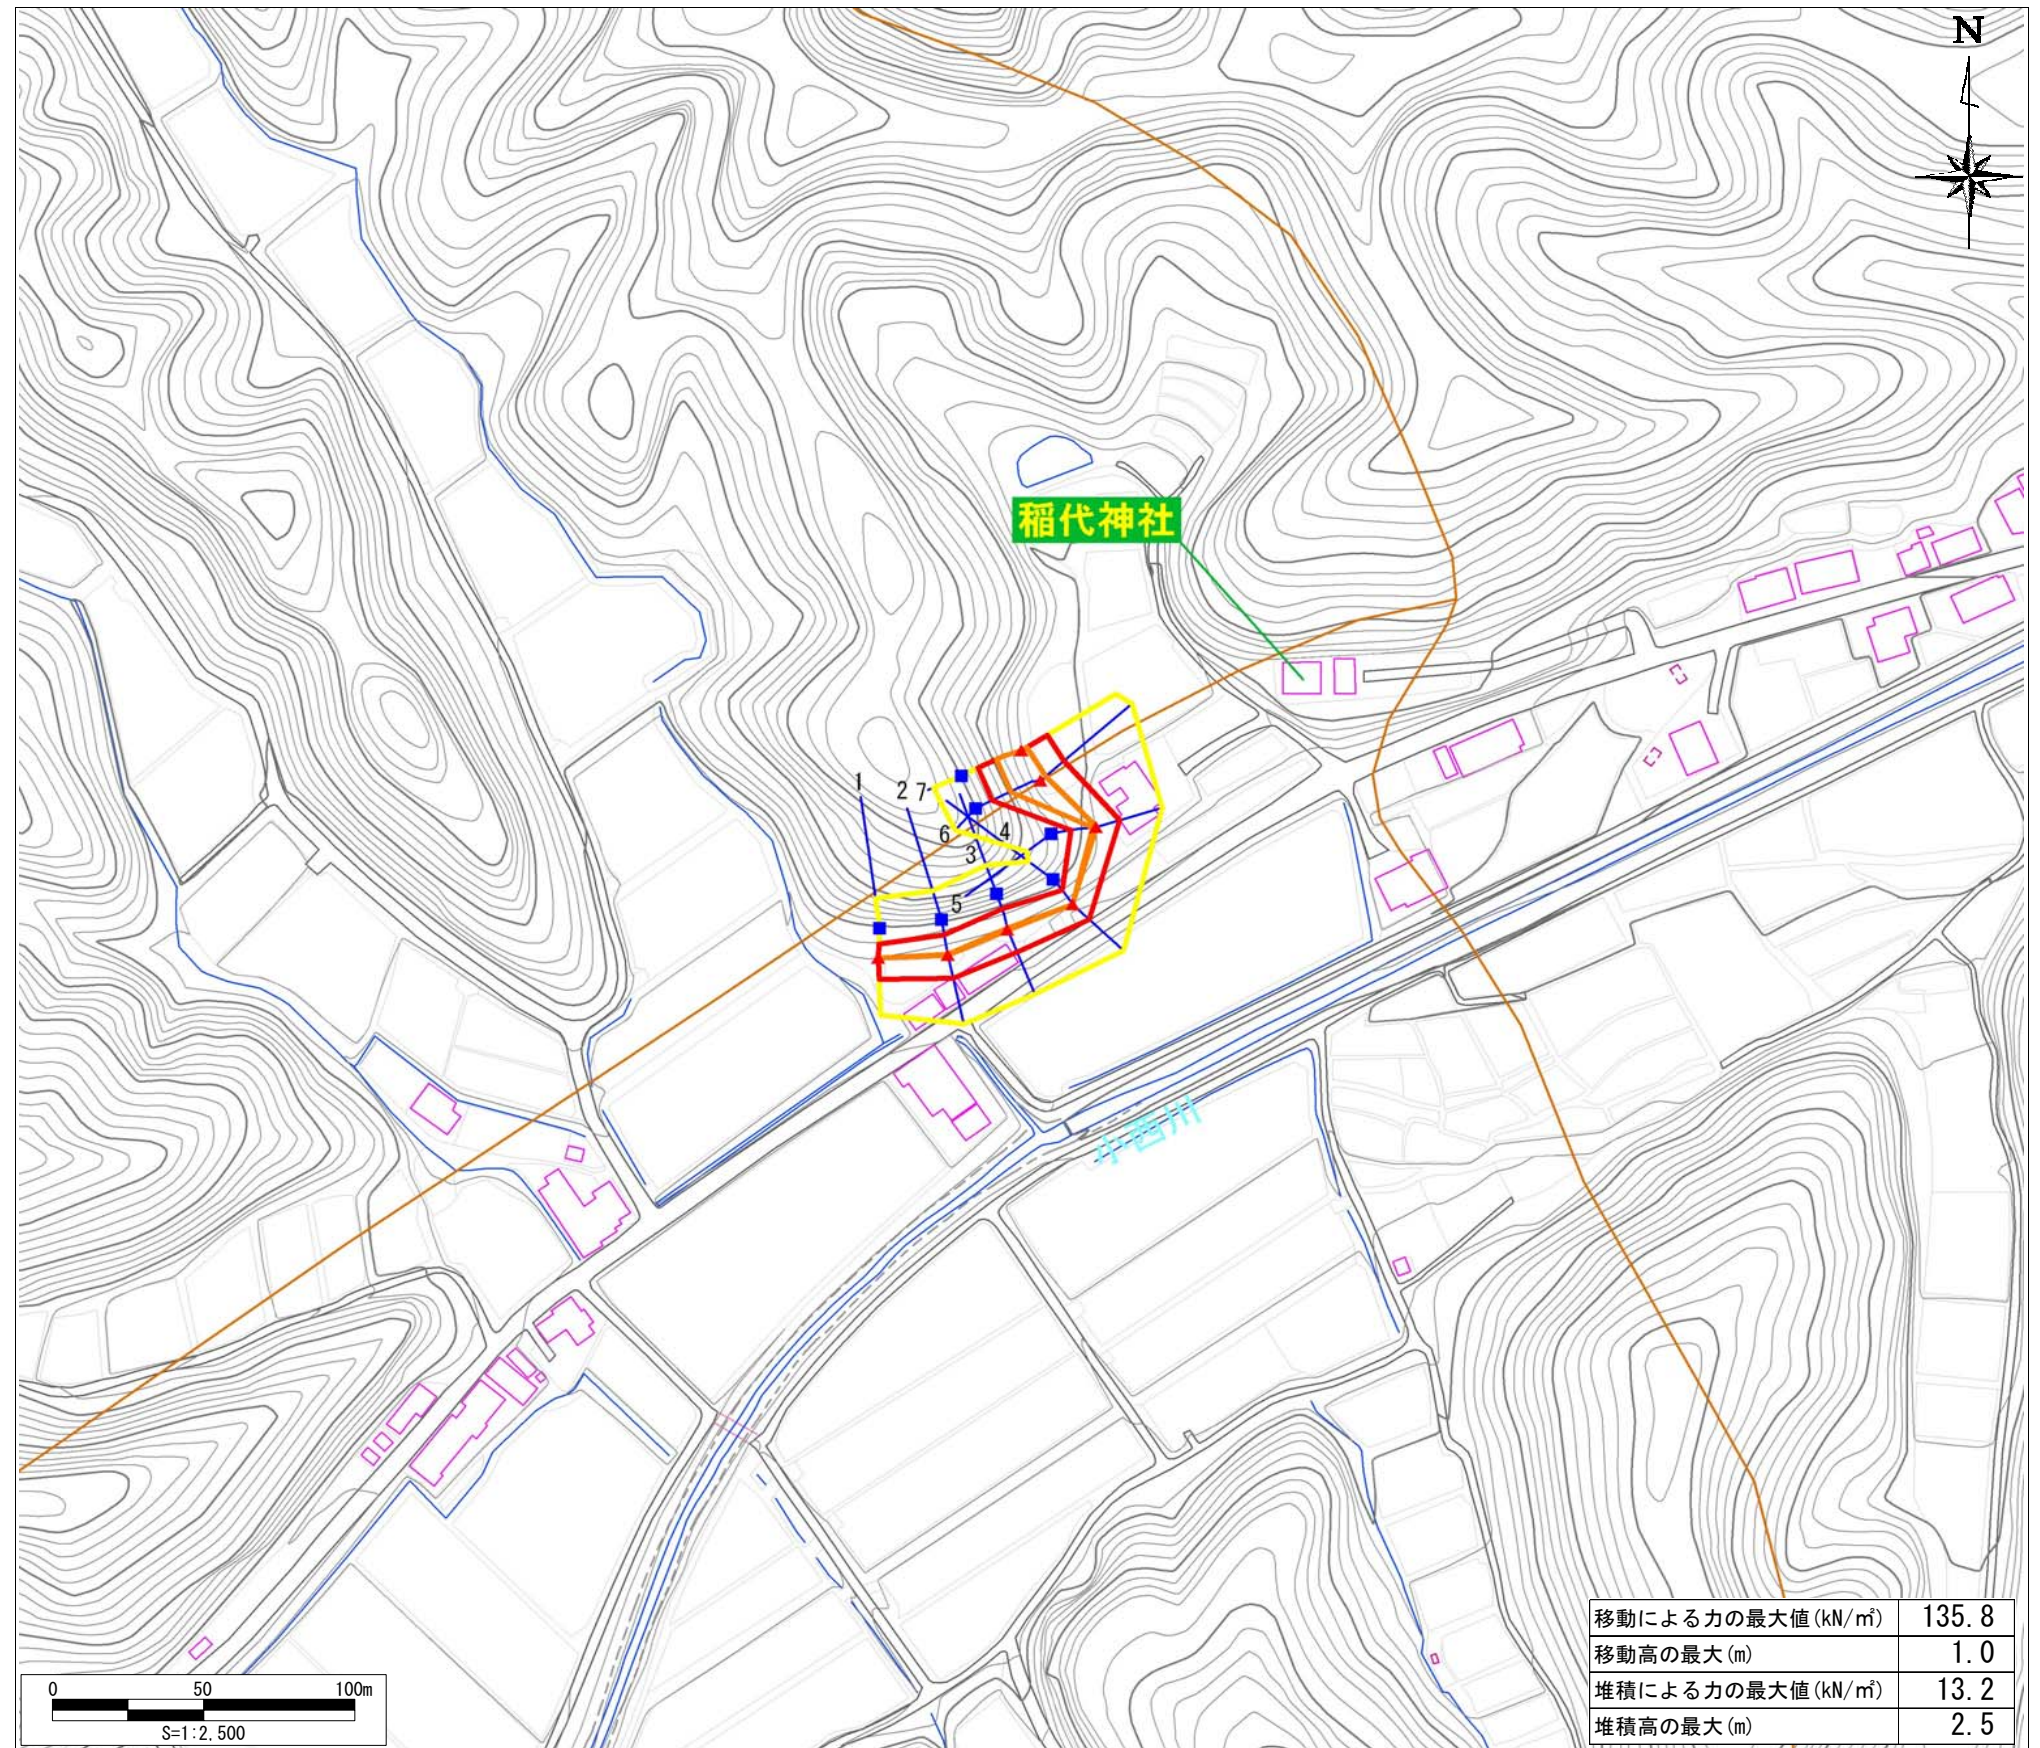 N
稲代神社
1
2
7
6
4
3
5
小西川
移動による力の最大値(kN/㎡) 135.8
移動高の最大(m) 1.0
堆積による力の最大値(kN/㎡) 13.2
堆積高の最大(m) 2.5
0 50 100m
S=1:2,500